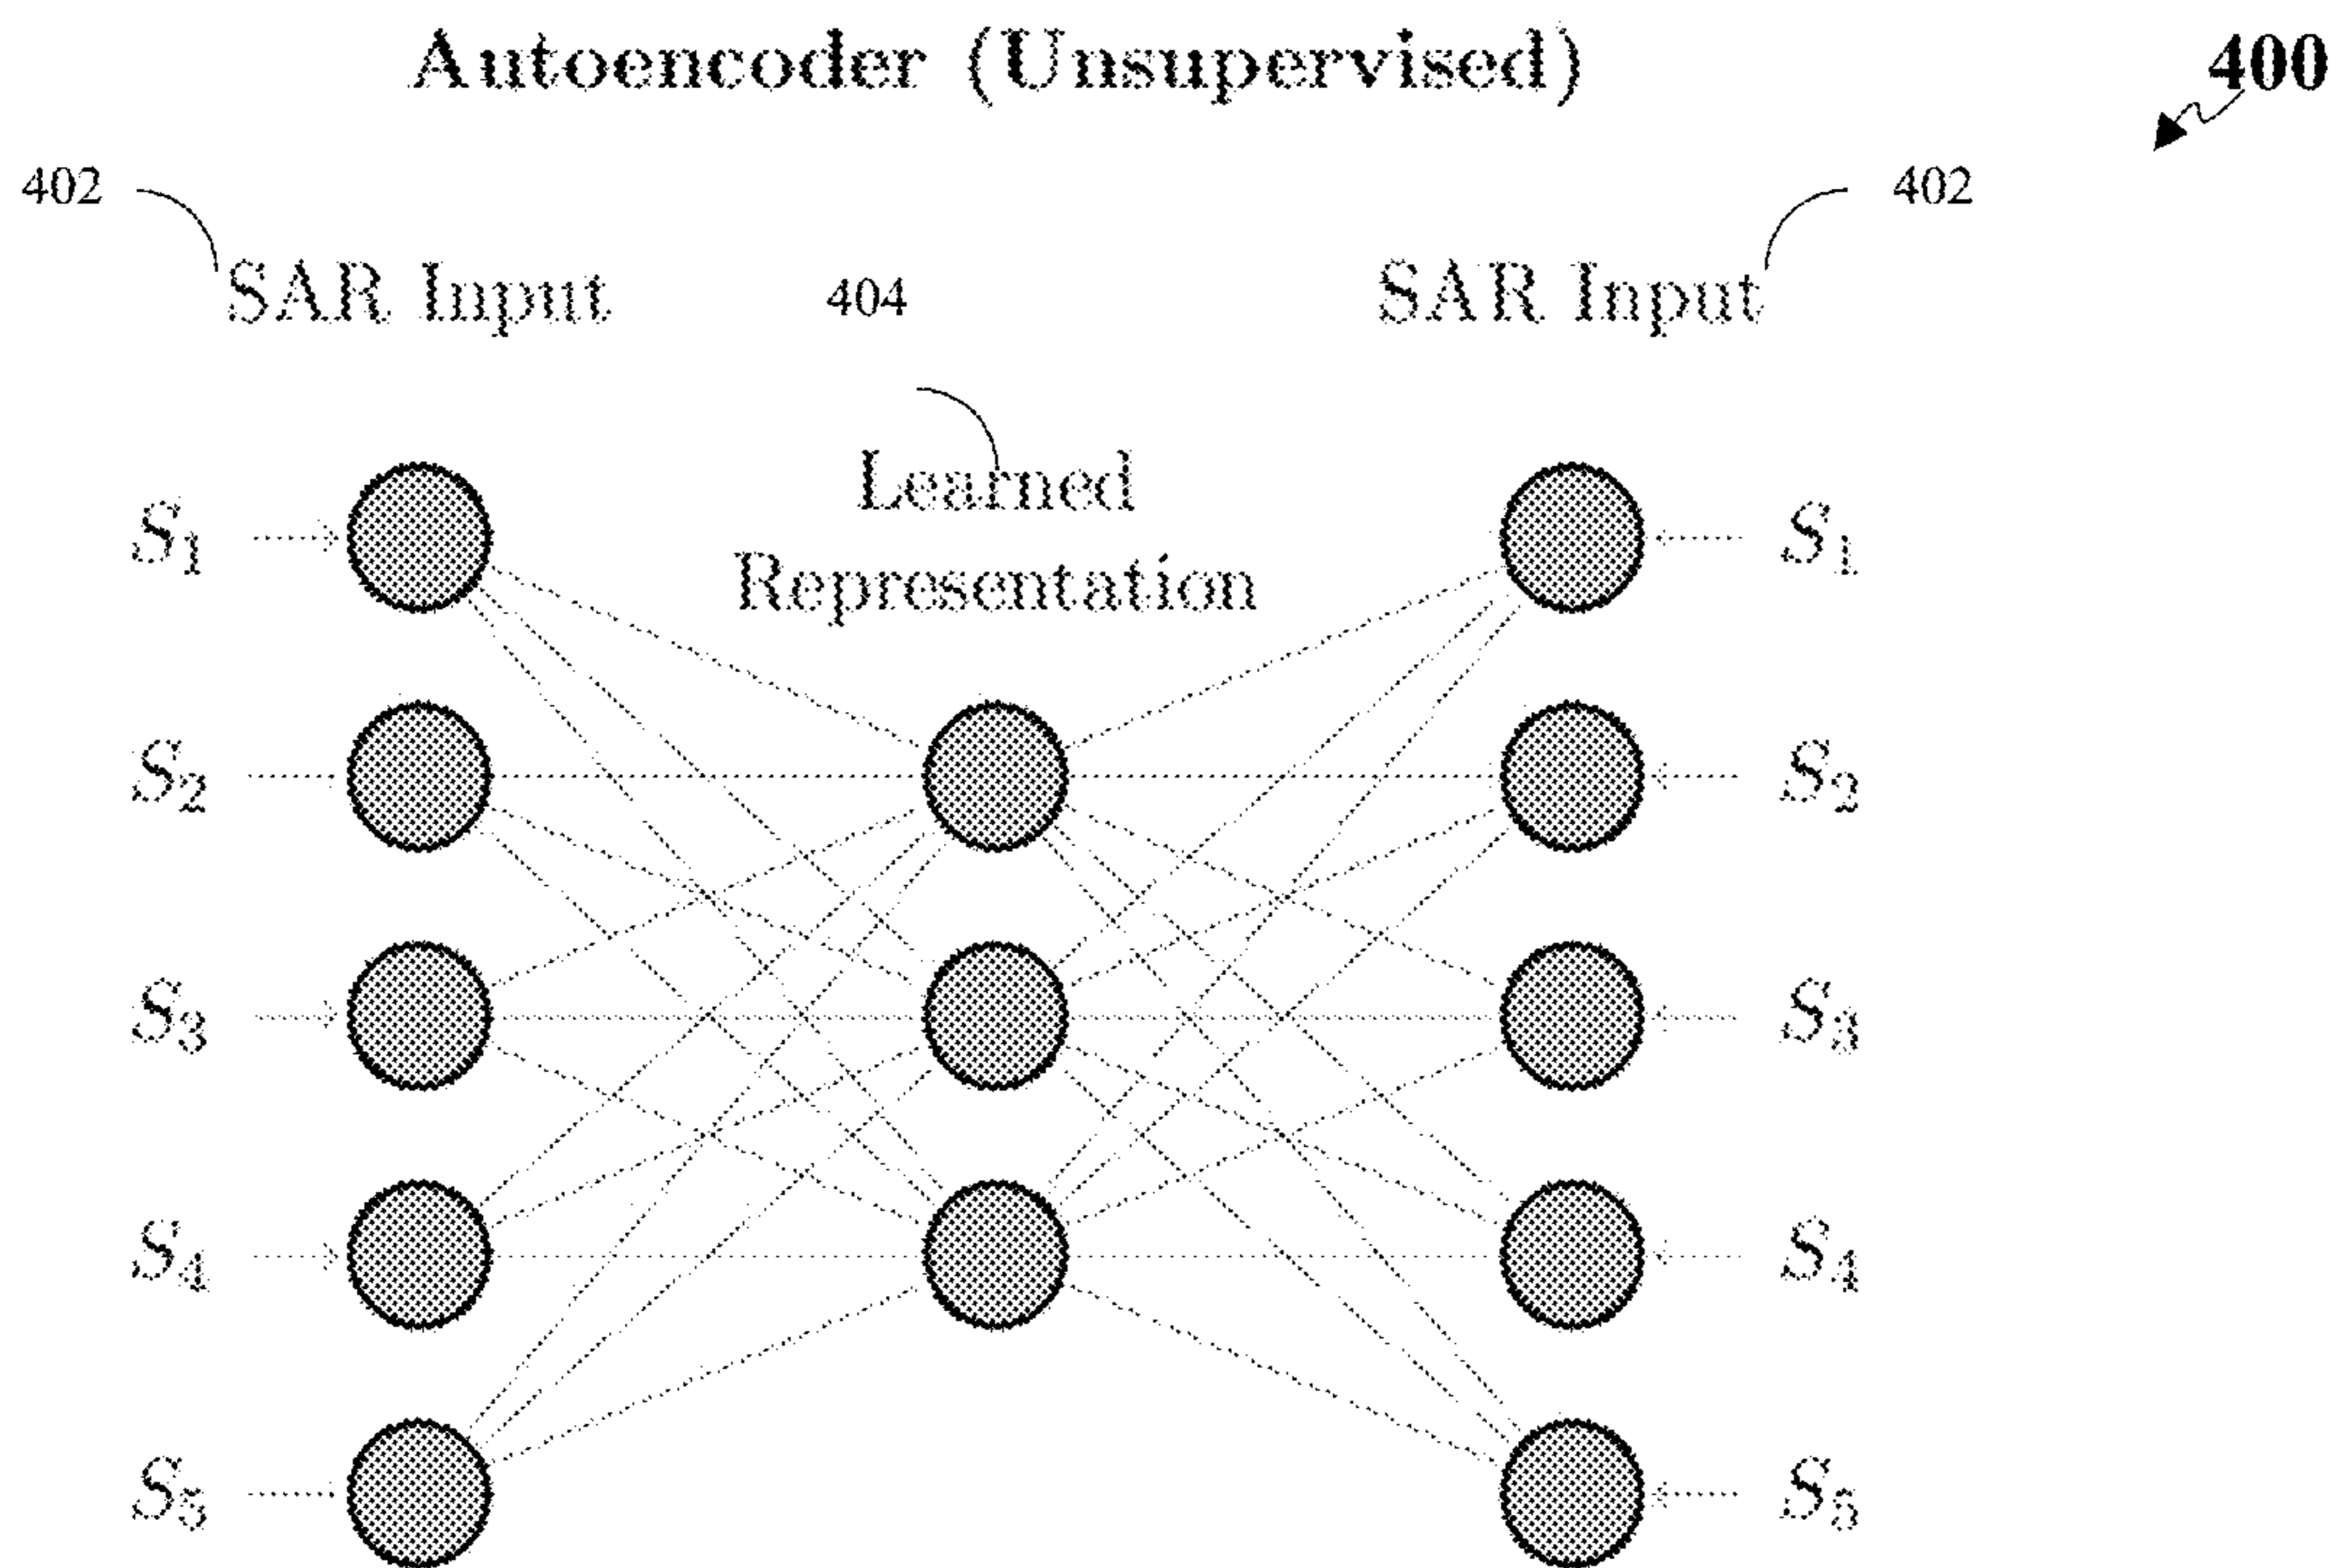 Autoencoder (Unsupervised)
400
402
402
SAR Input
404
SAR Input
Learned
Representation
S1
S1
S2
S2
S3
S3
S4
S4
S5
S5